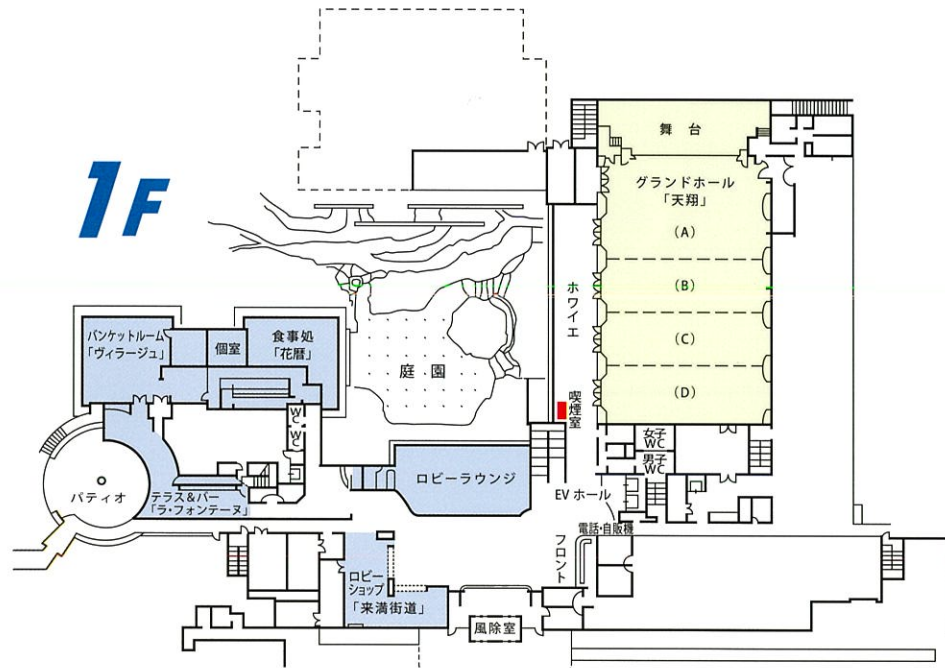 1F
舞台
グランドホール
「天翔」
(A)
(B)
(C)
(D)
ホワイエ
喫煙室
バンケットルーム
「ヴィラージュ」
個室
食事処
「花暦」
庭園
WC
WC
女子
WC
男子
WC
ロビーラウンジ
EVホール
パティオ
テラス&バー
「ラ・フォンテーヌ」
電話・自販機
フロント
ロビー
ショップ
「来満街道」
風除室